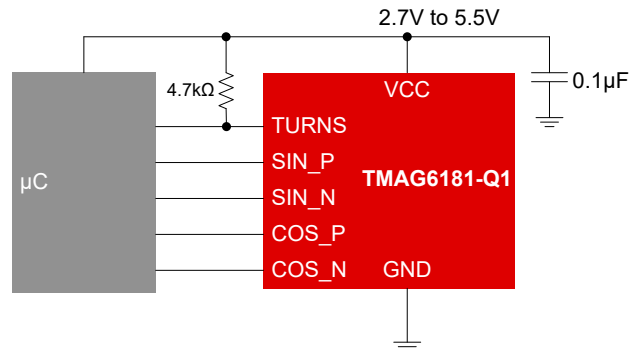 2.7V to 5.5V
4.7kΩ
VCC
0.1µF
TURNS
SIN_P
TMAG6181-Q1
µC
SIN_N
COS_P
COS_N
GND